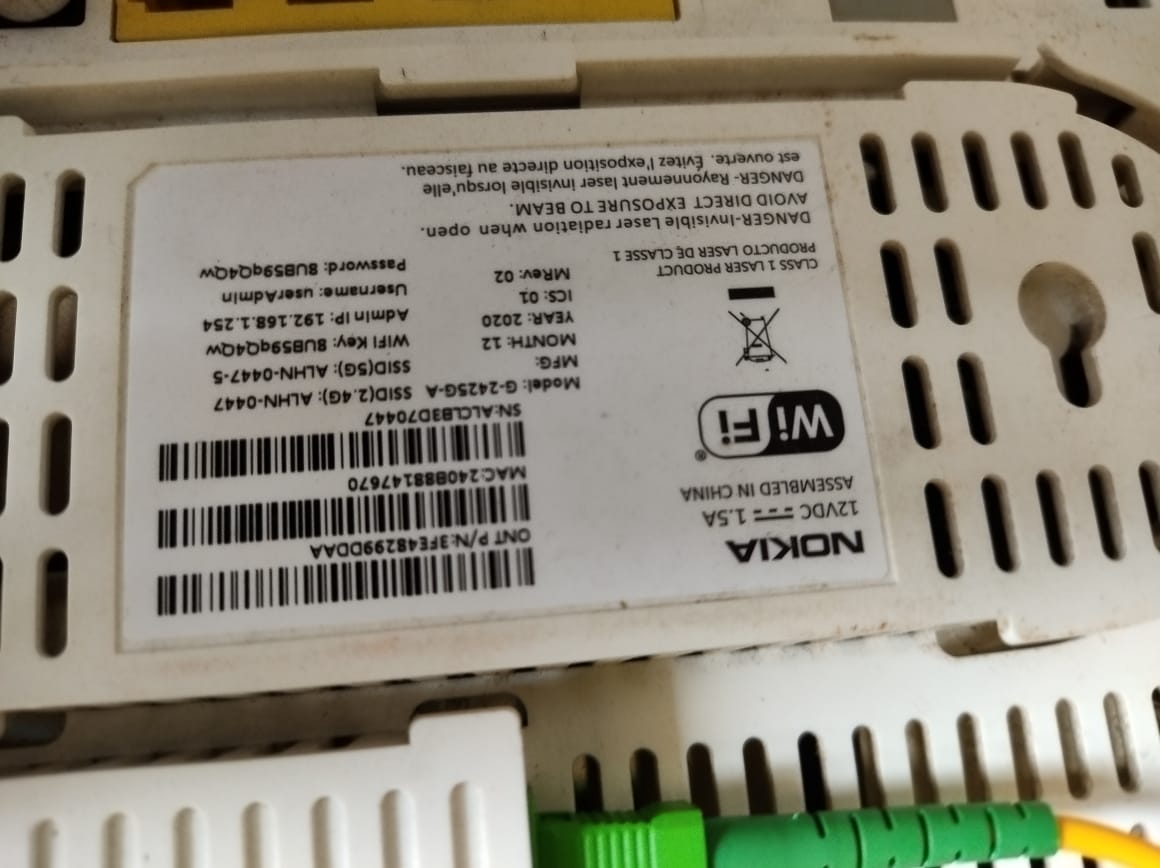 NOKIA
12VDC 1.5A
ASSEMBLED IN CHINA
WiFi®
ONT P/N:3FE48299DDAA
MAC:240B88147670
SN:ALCLB3D70447
Model: G-2425G-A
MFG:
MONTH: 12
YEAR: 2020
ICS: 01
MRev: 02
SSID(2.4G): ALHN-0447
SSID(5G): ALHN-0447-5
WiFi Key: 8UB59qQ4Qw
Admin IP: 192.168.1.254
Username: userAdmin
Password: 8UB59qQ4Qw
CLASS 1 LASER PRODUCT
PRODUCTO LASER DE CLASSE 1
DANGER-Invisible Laser radiation when open.
AVOID DIRECT EXPOSURE TO BEAM.
DANGER- Rayonnement laser invisible lorsqu'elle
est ouverte. Évitez l'exposition directe au faisceau.